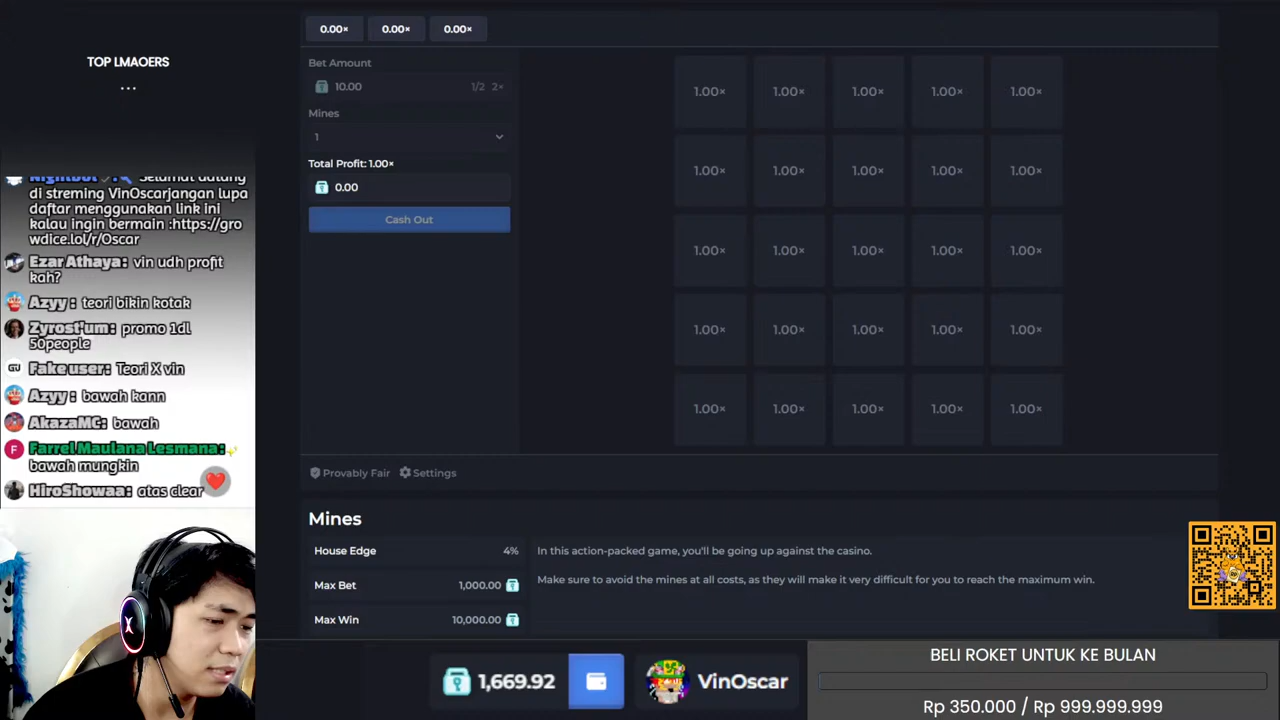 TOP LMAOERS
...
Nightbot : Selamat datang
di streming VinOscarjangan lupa
daftar menggunakan link ini
kalau ingin bermain :https://gro
wdice.lol/r/Oscar
Ezar Athaya: vin udh profit
kah?
Azyy : teori bikin kotak
Zyrost'um: promo 1dl
50people
GU Fake user: Teori X vin
Azyy : bawah kann
AkazaMC: bawah
F Farrel Maulana Lesmana:
bawah mungkin
HiroShowaa: atas clear
0.00× 0.00× 0.00×
Bet Amount
10.00 1/2 2×
Mines
1
Total Profit: 1.00×
0.00
Cash Out
1.00× 1.00× 1.00× 1.00× 1.00×
1.00× 1.00× 1.00× 1.00× 1.00×
1.00× 1.00× 1.00× 1.00× 1.00×
1.00× 1.00× 1.00× 1.00× 1.00×
1.00× 1.00× 1.00× 1.00× 1.00×
Provably Fair Settings
Mines
House Edge 4%
Max Bet 1,000.00
Max Win 10,000.00
In this action-packed game, you'll be going up against the casino.
Make sure to avoid the mines at all costs, as they will make it very difficult for you to reach the maximum win.
1,669.92
VinOscar
BELI ROKET UNTUK KE BULAN
Rp 350.000 / Rp 999.999.999